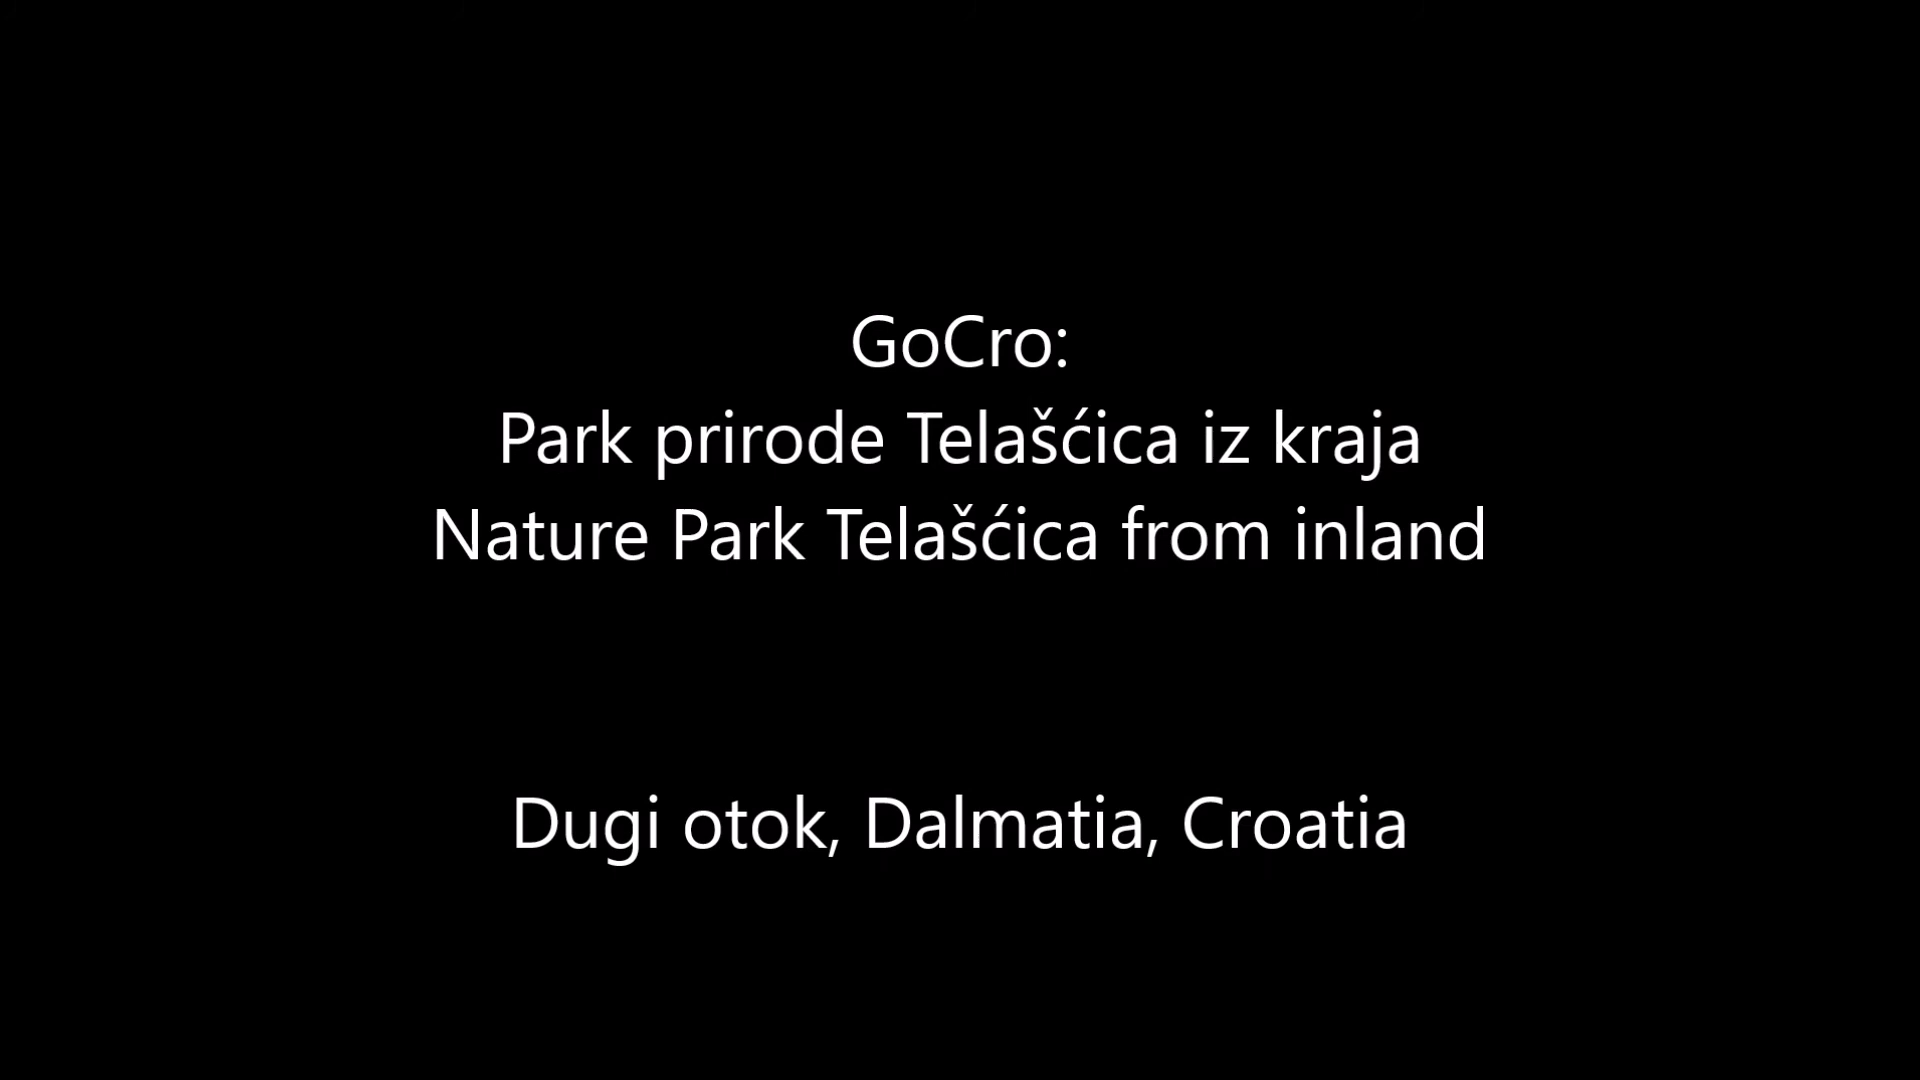 GoCro:
Park prirode Telašćica iz kraja
Nature Park Telašćica from inland
Dugi otok, Dalmatia, Croatia